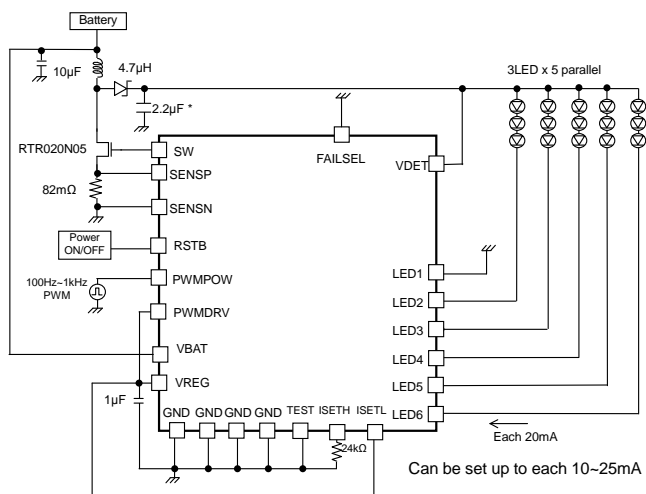 Battery
10µF
4.7µH
2.2µF *
3LED x 5 parallel
RTR020N05
82mΩ
SW
SENSP
SENSN
FAILSEL
VDET
Power
ON/OFF
RSTB
100Hz~1kHz
PWM
PWMPOW
PWMDRV
VBAT
VREG
1µF
LED1
LED2
LED3
LED4
LED5
LED6
GND
GND
GND
GND
TEST
ISETH
ISETL
24kΩ
Each 20mA
Can be set up to each 10~25mA